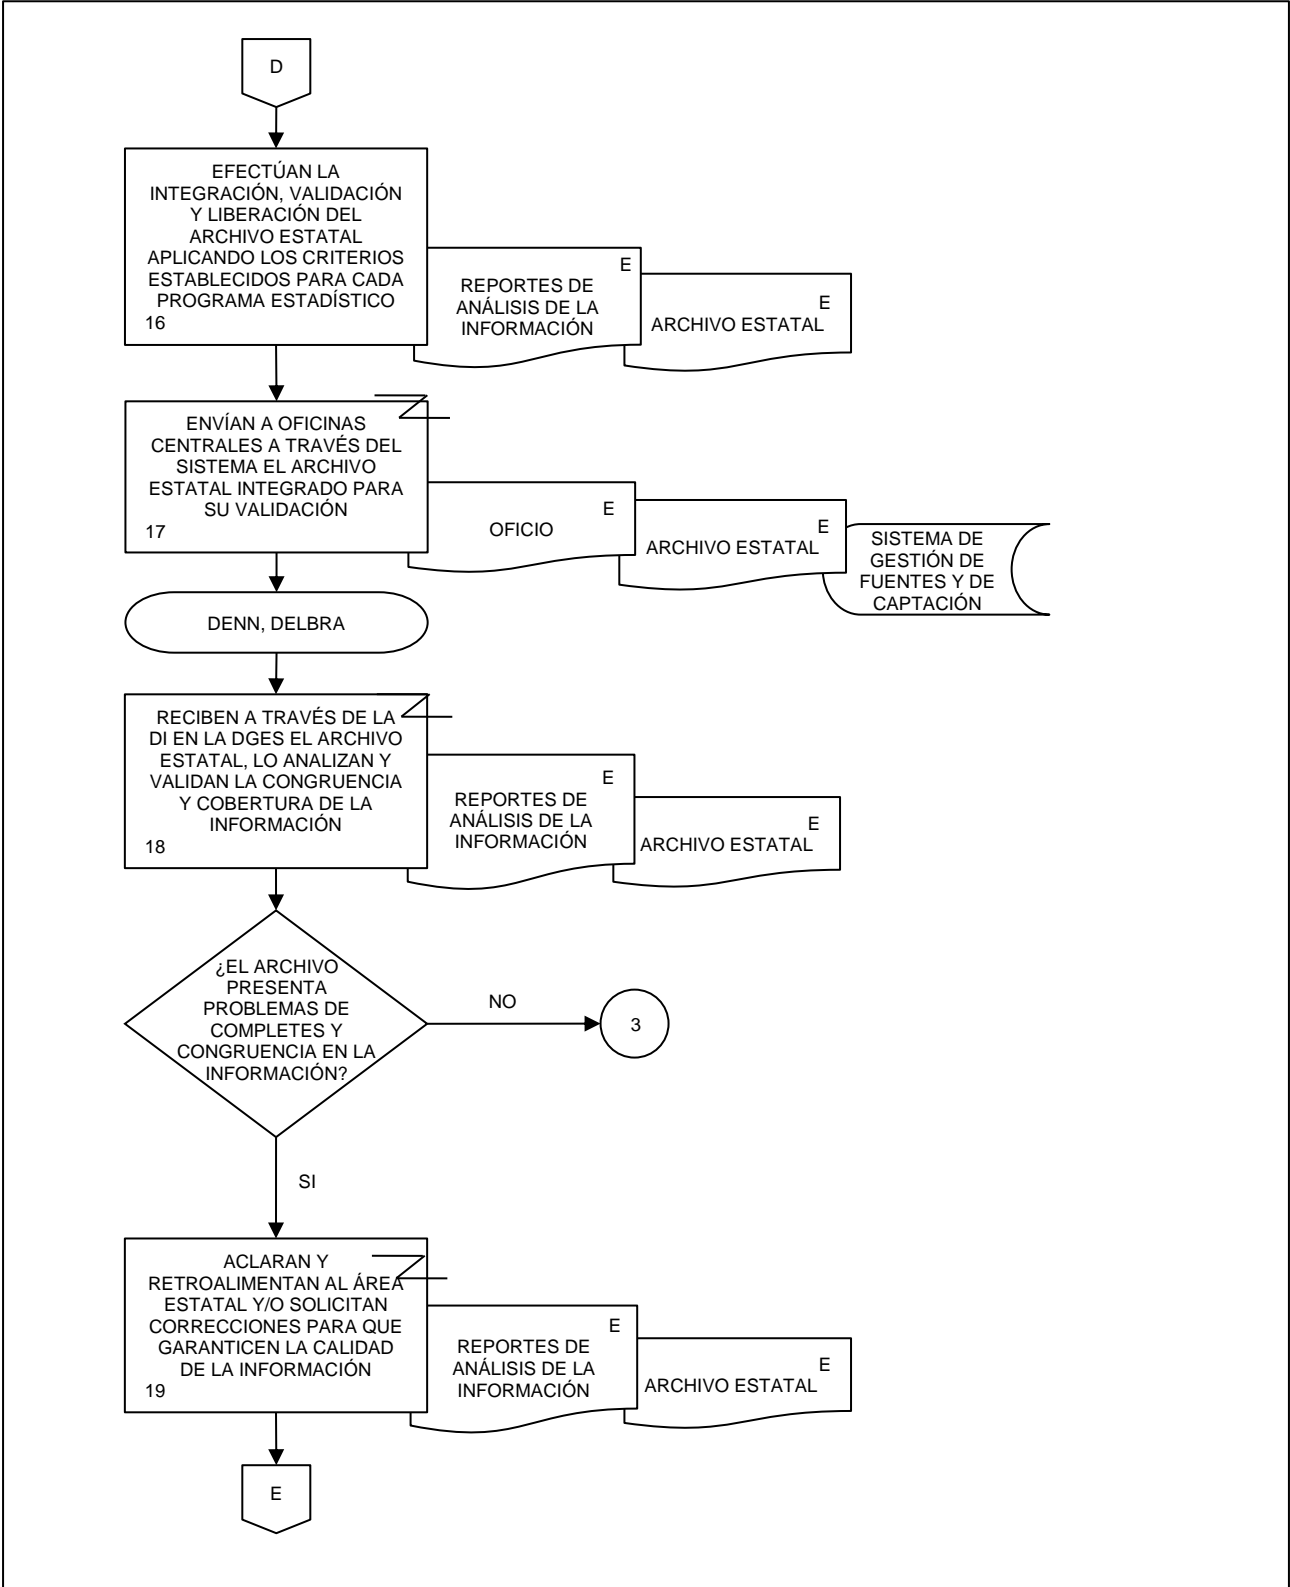 D
EFECTÚAN LA
INTEGRACIÓN, VALIDACIÓN
Y LIBERACIÓN DEL
ARCHIVO ESTATAL
APLICANDO LOS CRITERIOS
ESTABLECIDOS PARA CADA
PROGRAMA ESTADÍSTICO
16
E
REPORTES DE
ANÁLISIS DE LA
INFORMACIÓN
E
ARCHIVO ESTATAL
ENVÍAN A OFICINAS
CENTRALES A TRAVÉS DEL
SISTEMA EL ARCHIVO
ESTATAL INTEGRADO PARA
SU VALIDACIÓN
17
E
OFICIO
E
ARCHIVO ESTATAL
SISTEMA DE
GESTIÓN DE
FUENTES Y DE
CAPTACIÓN
DENN, DELBRA
RECIBEN A TRAVÉS DE LA
DI EN LA DGES EL ARCHIVO
ESTATAL, LO ANALIZAN Y
VALIDAN LA CONGRUENCIA
Y COBERTURA DE LA
INFORMACIÓN
18
E
REPORTES DE
ANÁLISIS DE LA
INFORMACIÓN
E
ARCHIVO ESTATAL
¿EL ARCHIVO
PRESENTA
PROBLEMAS DE
COMPLETES Y
CONGRUENCIA EN LA
INFORMACIÓN?
NO
3
SI
ACLARAN Y
RETROALIMENTAN AL ÁREA
ESTATAL Y/O SOLICITAN
CORRECCIONES PARA QUE
GARANTICEN LA CALIDAD
DE LA INFORMACIÓN
19
E
REPORTES DE
ANÁLISIS DE LA
INFORMACIÓN
E
ARCHIVO ESTATAL
E